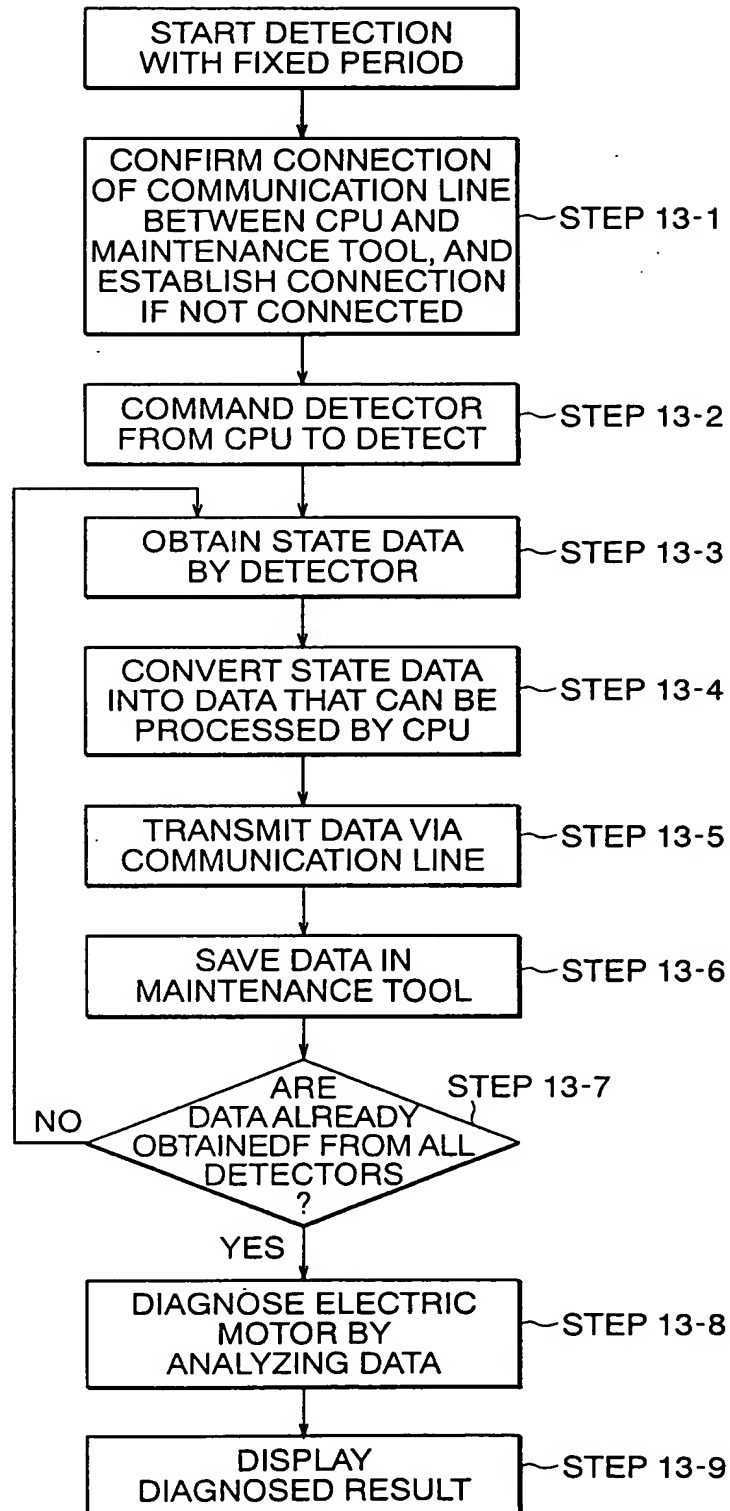 START DETECTION
WITH FIXED PERIOD
CONFIRM CONNECTION
OF COMMUNICATION LINE
BETWEEN CPU AND
MAINTENANCE TOOL, AND
ESTABLISH CONNECTION
IF NOT CONNECTED
STEP 13-1
COMMAND DETECTOR
FROM CPU TO DETECT
STEP 13-2
OBTAIN STATE DATA
BY DETECTOR
STEP 13-3
CONVERT STATE DATA
INTO DATA THAT CAN BE
PROCESSED BY CPU
STEP 13-4
TRANSMIT DATA VIA
COMMUNICATION LINE
STEP 13-5
SAVE DATA IN
MAINTENANCE TOOL
STEP 13-6
ARE
DATA ALREADY
OBTAINEDF FROM ALL
DETECTORS
?
STEP 13-7
NO
YES
DIAGNOSE ELECTRIC
MOTOR BY
ANALYZING DATA
STEP 13-8
DISPLAY
DIAGNOSED RESULT
STEP 13-9